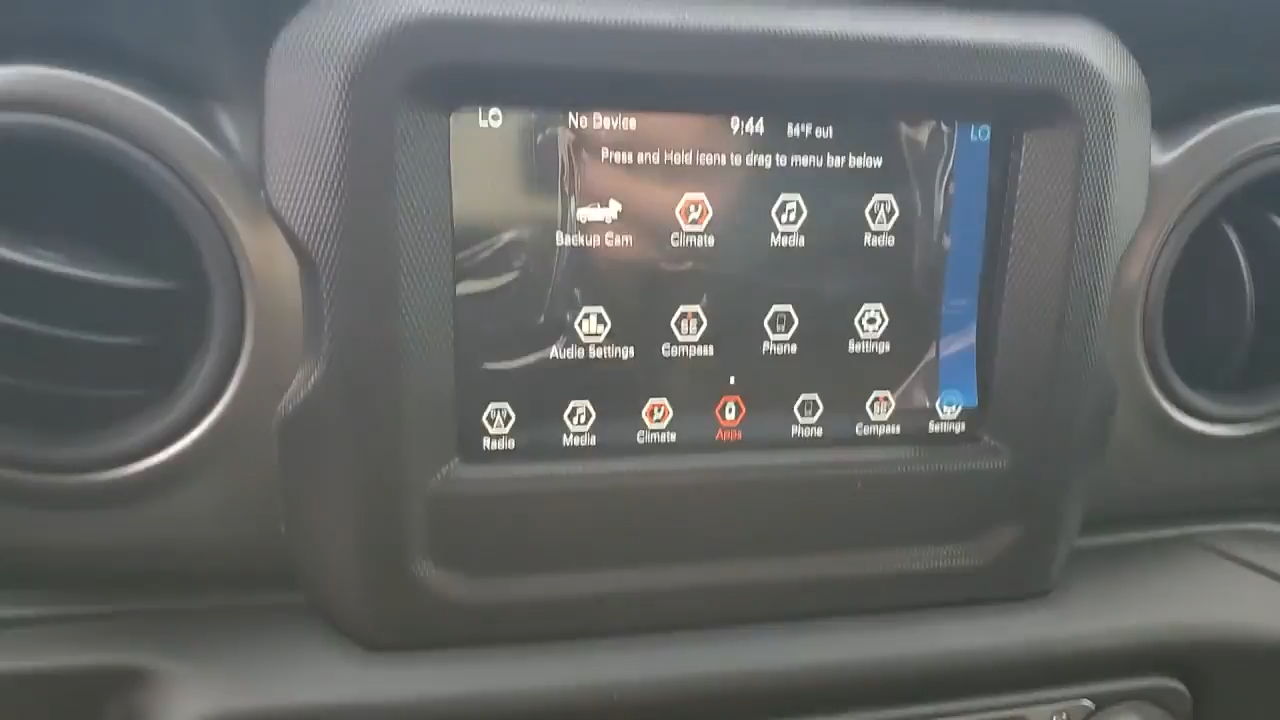 LO No Device 9:44 54°F out LO
Press and Hold icons to drag to menu bar below
Backup Cam Climate Media Radio
Audio Settings Compass Phone Settings
Radio Media Climate Apps Phone Compass Settings